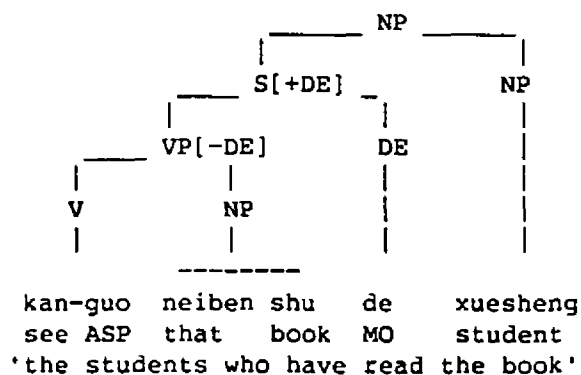 NP
S[+DE] NP
VP[-DE] DE
V NP
kan-guo neiben shu de xuesheng
see ASP that book MO student
'the students who have read the book'